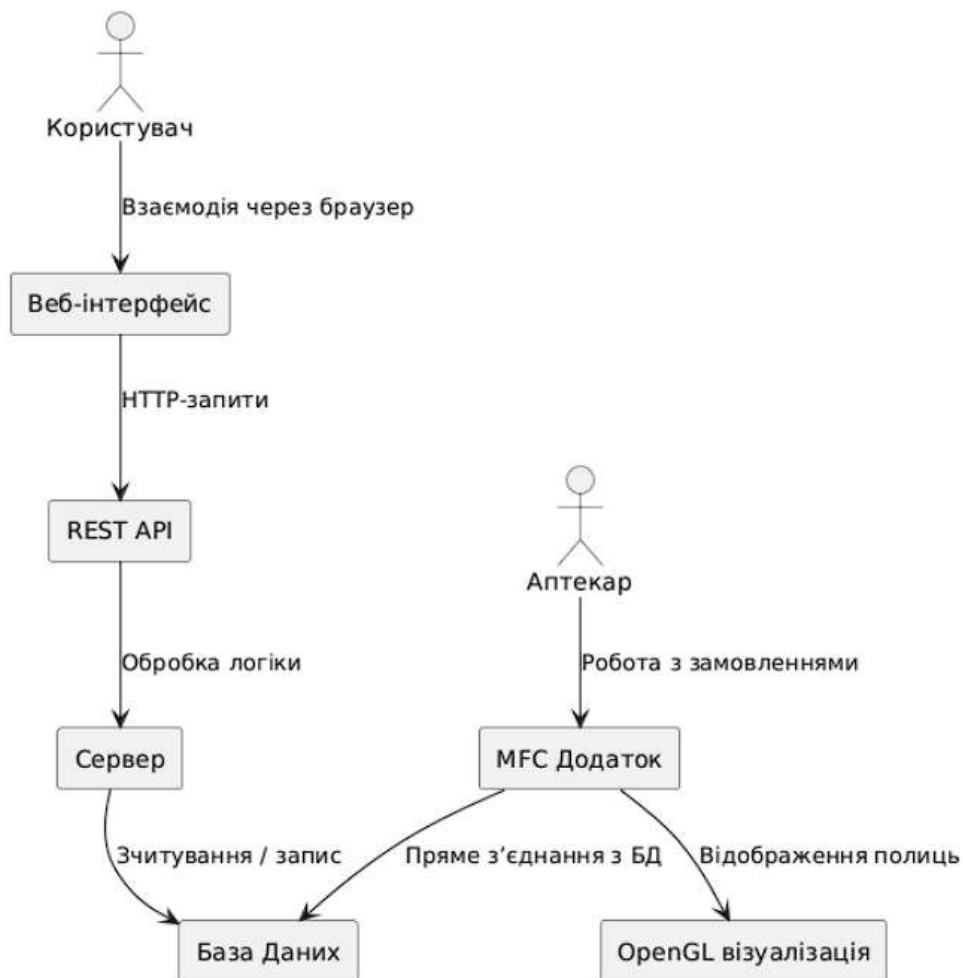 Користувач
Взаємодія через браузер
Веб-інтерфейс
HTTP-запити
REST API
Аптекар
Обробка логіки
Робота з замовленнями
Сервер
MFC Додаток
Зчитування / запис
Пряме з’єднання з БД
Відображення полиць
База Даних
OpenGL візуалізація